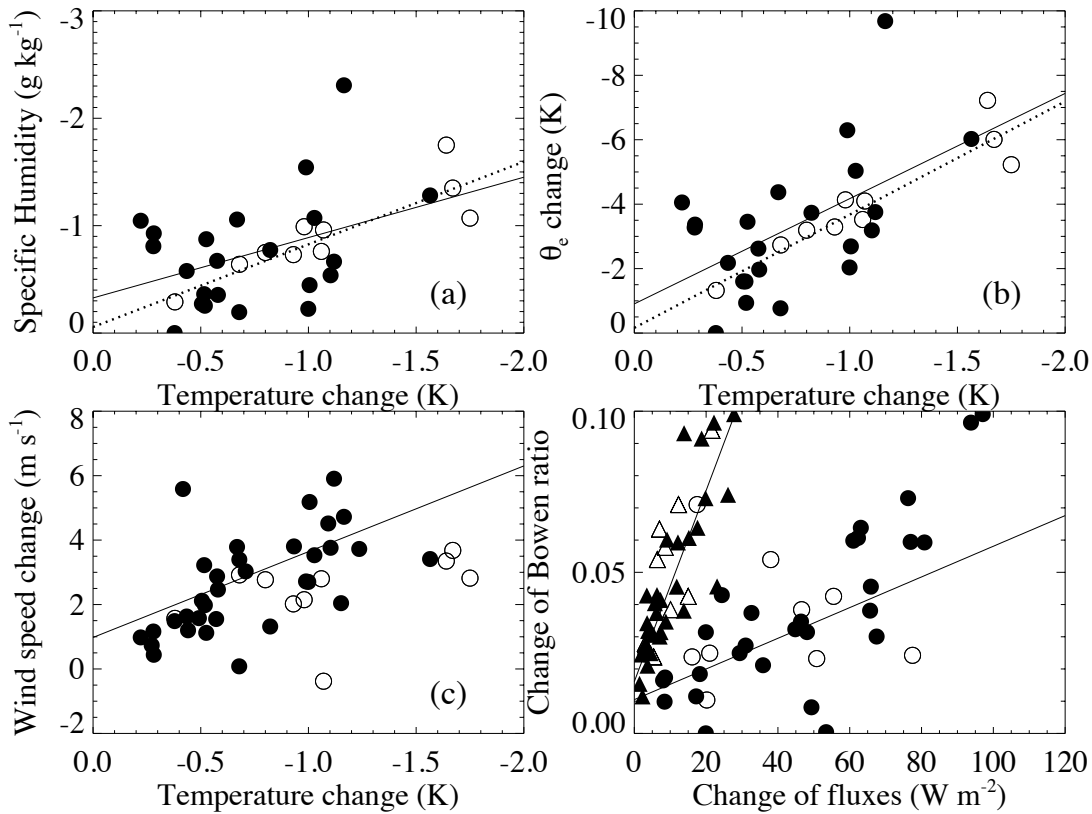 -3
-2
-1
0
Specific Humidity (g kg-1)
(a)
0.0 -0.5 -1.0 -1.5 -2.0
Temperature change (K)
-10
-8
-6
-4
-2
0
θe change (K)
(b)
0.0 -0.5 -1.0 -1.5 -2.0
Temperature change (K)
8
6
4
2
0
-2
Wind speed change (m s-1)
(c)
0.0 -0.5 -1.0 -1.5 -2.0
Temperature change (K)
0.10
0.05
0.00
Change of Bowen ratio
0 20 40 60 80 100 120
Change of fluxes (W m-2)